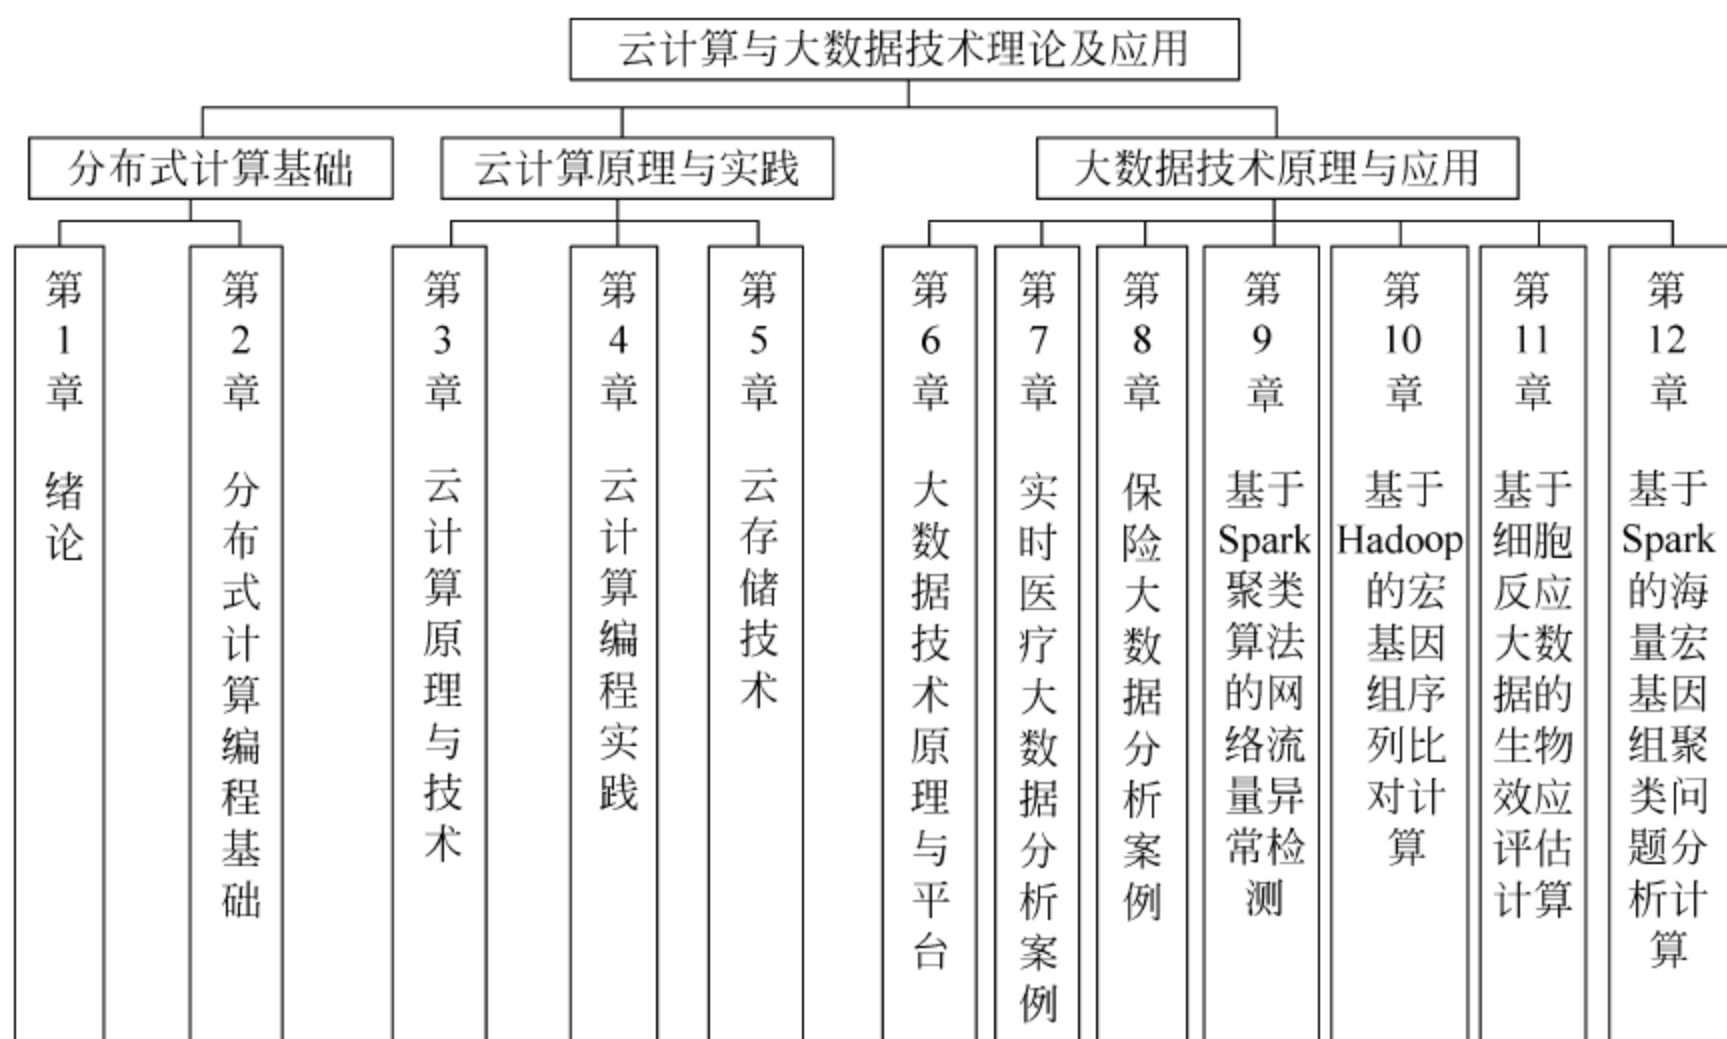 云计算与大数据技术理论及应用
分布式计算基础
云计算原理与实践
大数据技术原理与应用
第1章 绪论
第2章 分布式计算编程基础
第3章 云计算原理与技术
第4章 云计算编程实践
第5章 云存储技术
第6章 大数据技术原理与平台
第7章 实时医疗大数据分析案例
第8章 保险大数据分析案例
第9章 基于Spark聚类算法的网络流量异常检测
第10章 基于Hadoop的宏基因组序列比对计算
第11章 基于细胞反应大数据的生物效应评估计算
第12章 基于Spark的海量宏基因组聚类问题分析计算